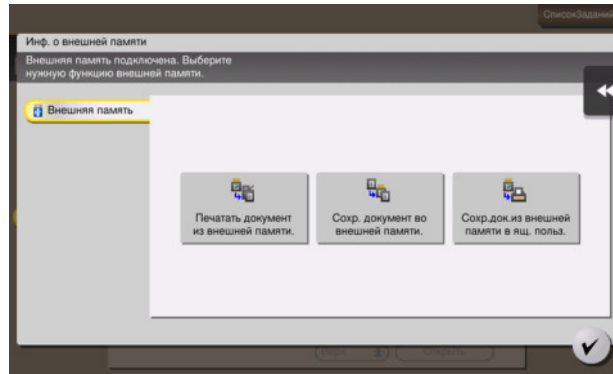 СписокЗадани
Инф. о внешней памяти
Внешняя память подключена. Выберите
нужную функцию внешней памяти.
Внешняя память
Печатать документ
из внешней памяти.
Сохр. документ во
внешней памяти.
Сохр.док.из внешней
памяти в ящ. польз.
Открыть